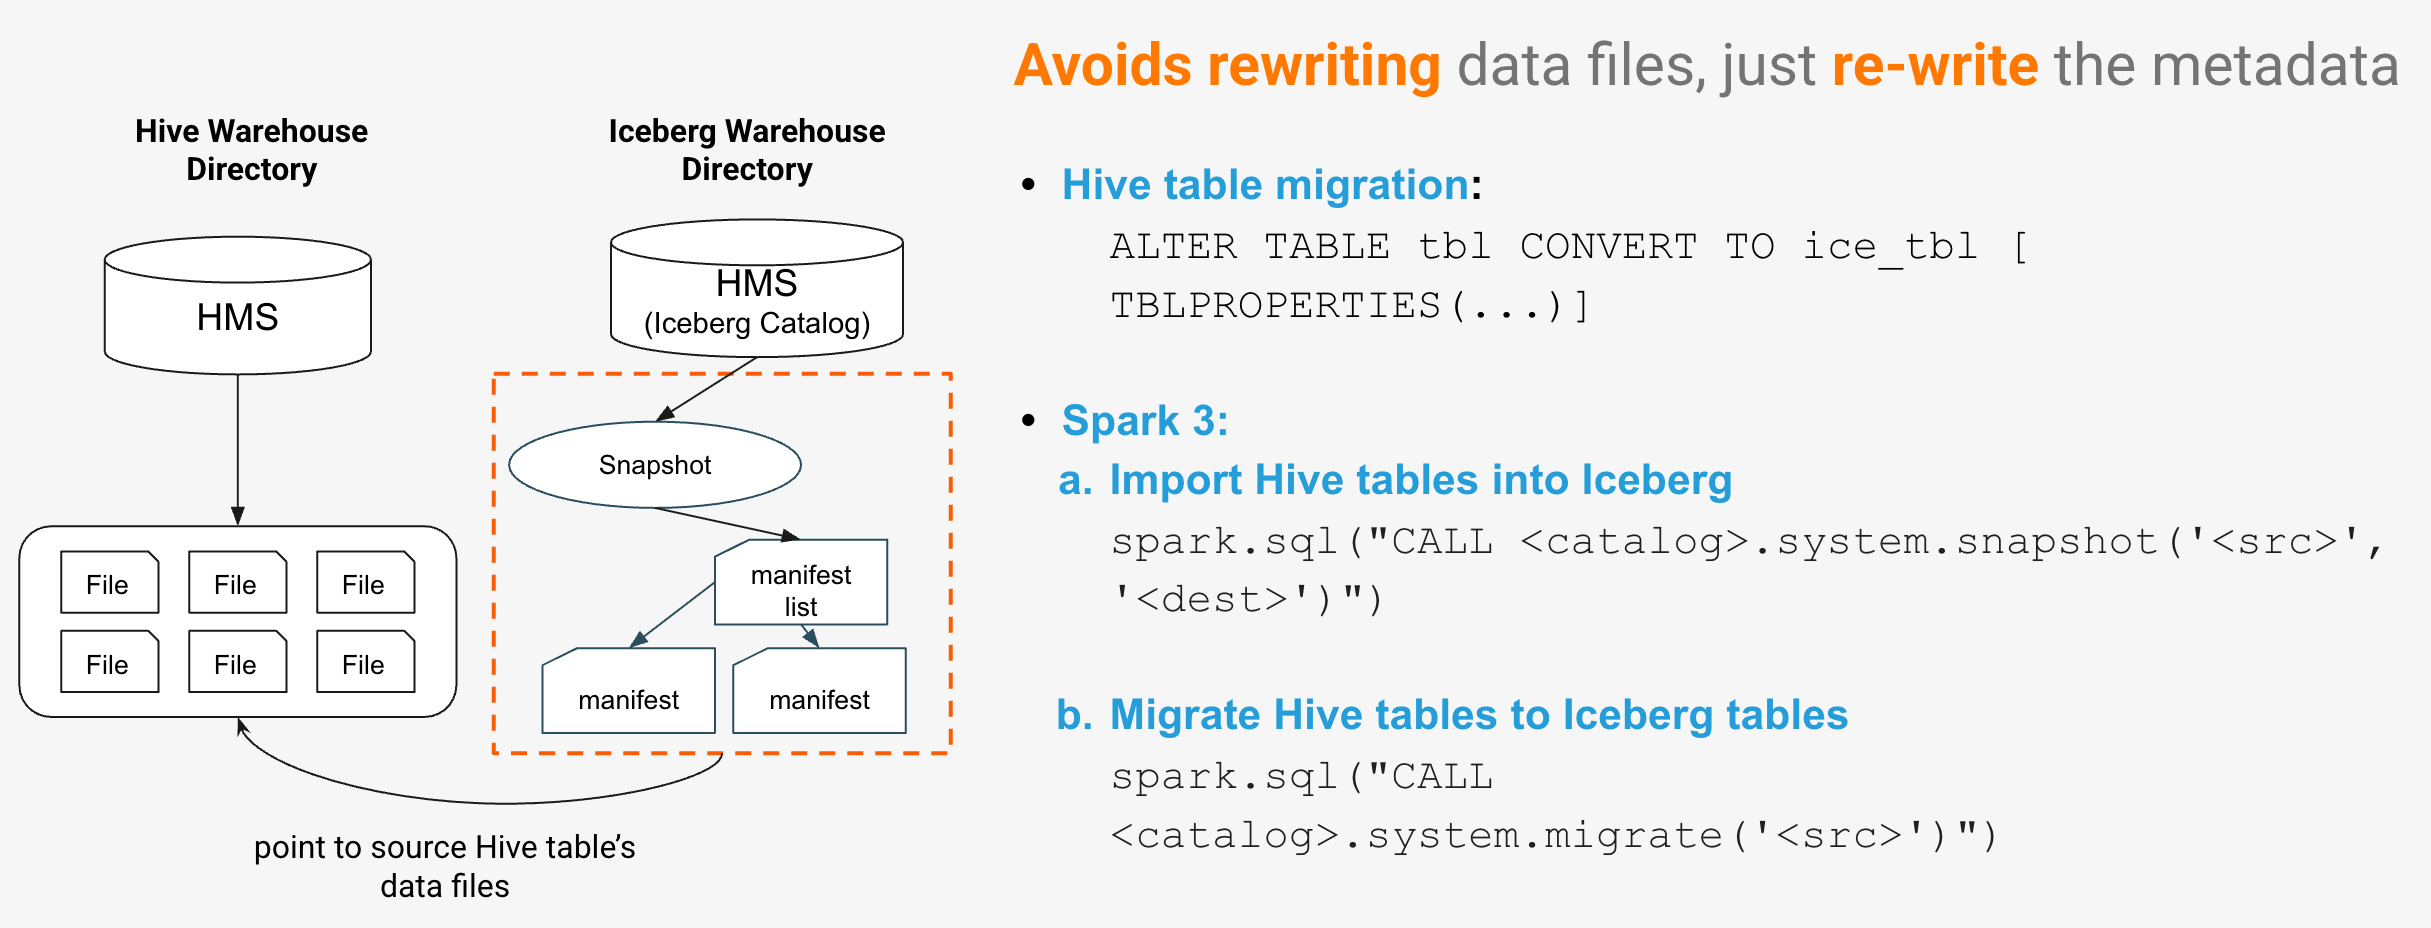 Avoids rewriting data files, just re-write the metadata
Hive Warehouse
Directory
HMS
File File File
File File File
Iceberg Warehouse
Directory
HMS
(Iceberg Catalog)
Snapshot
manifest
list
manifest manifest
point to source Hive table’s
data files
• Hive table migration:
ALTER TABLE tbl CONVERT TO ice_tbl [
TBLPROPERTIES(...)]
• Spark 3:
a. Import Hive tables into Iceberg
spark.sql("CALL <catalog>.system.snapshot('<src>',
'<dest>')")
b. Migrate Hive tables to Iceberg tables
spark.sql("CALL
<catalog>.system.migrate('<src>')")